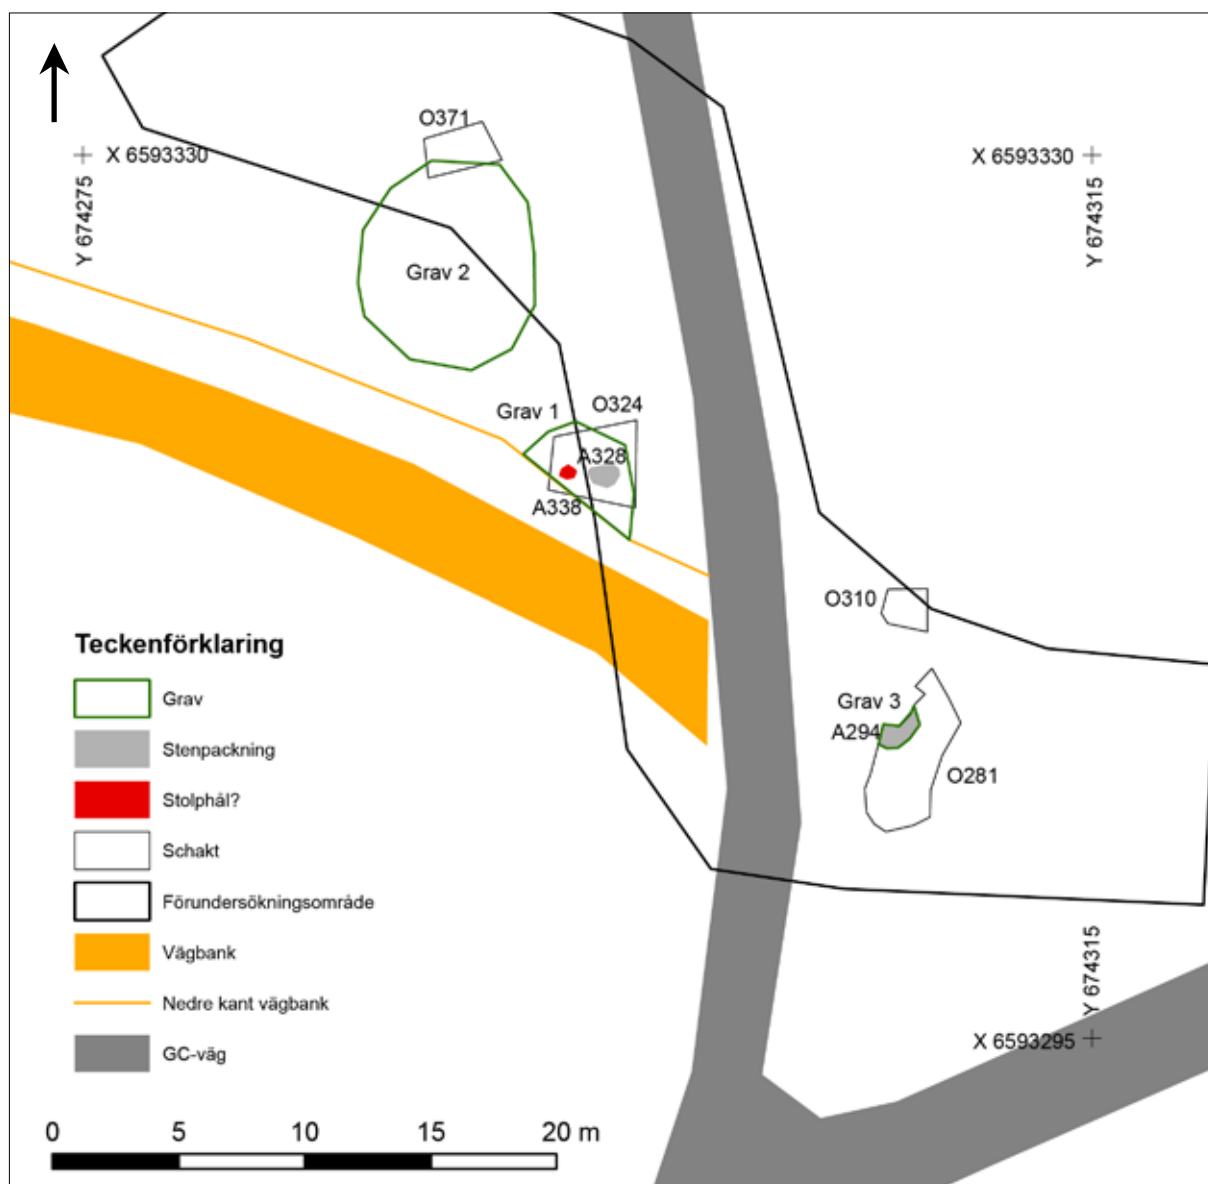 O371
X 6593330
X 6593330
Y 674275
Y 674315
Grav 2
Grav 1
O324
A328
A338
O310
Grav 3
A294
O281
Teckenförklaring
Grav
Stenpackning
Stolphål?
Schakt
Förundersökningsområde
Vägbank
Nedre kant vägbank
GC-väg
Y 674315
X 6593295
0 5 10 15 20 m